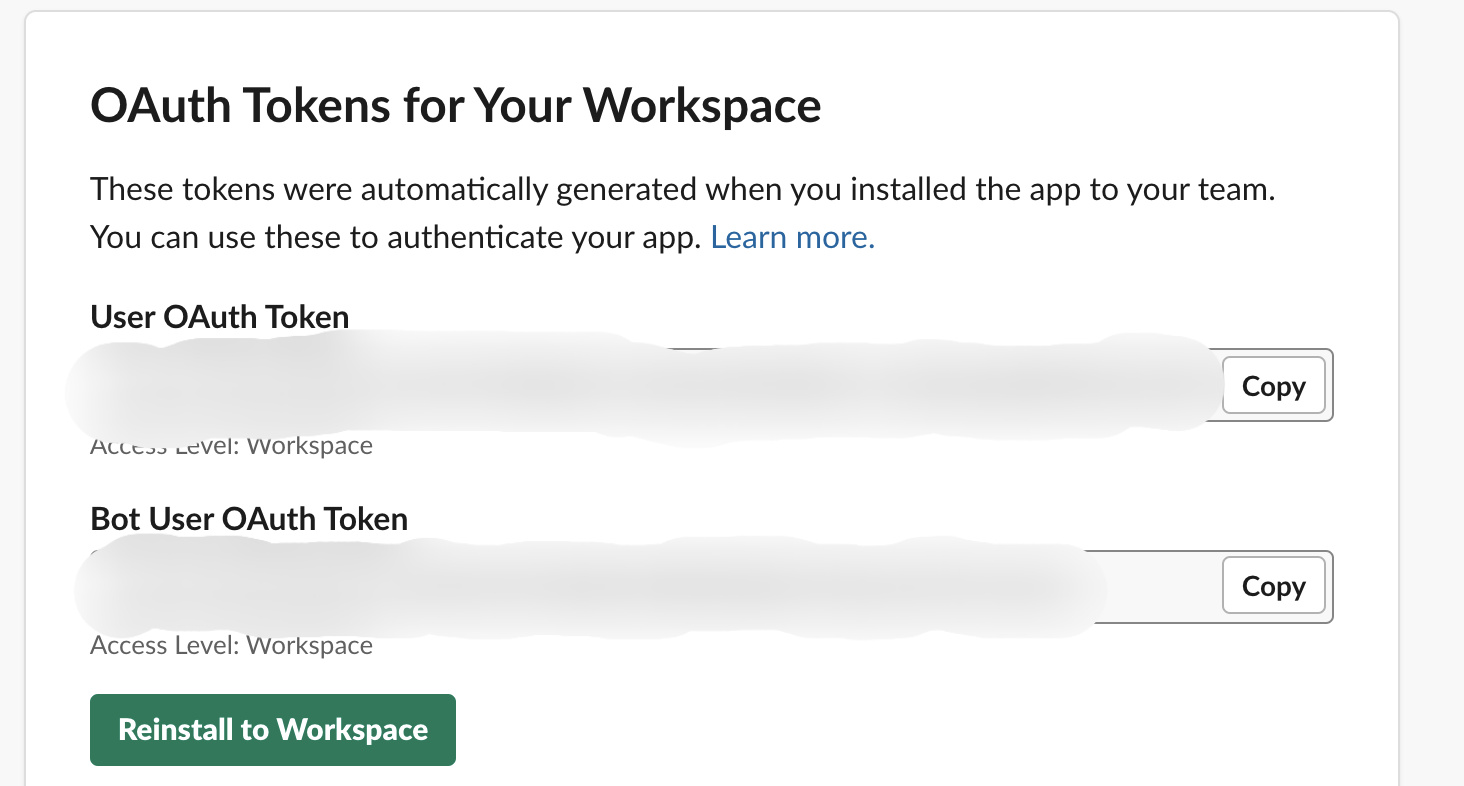 OAuth Tokens for Your Workspace
These tokens were automatically generated when you installed the app to your team.
You can use these to authenticate your app. Learn more.
User OAuth Token
Copy
Access Level: Workspace
Bot User OAuth Token
Copy
Access Level: Workspace
Reinstall to Workspace